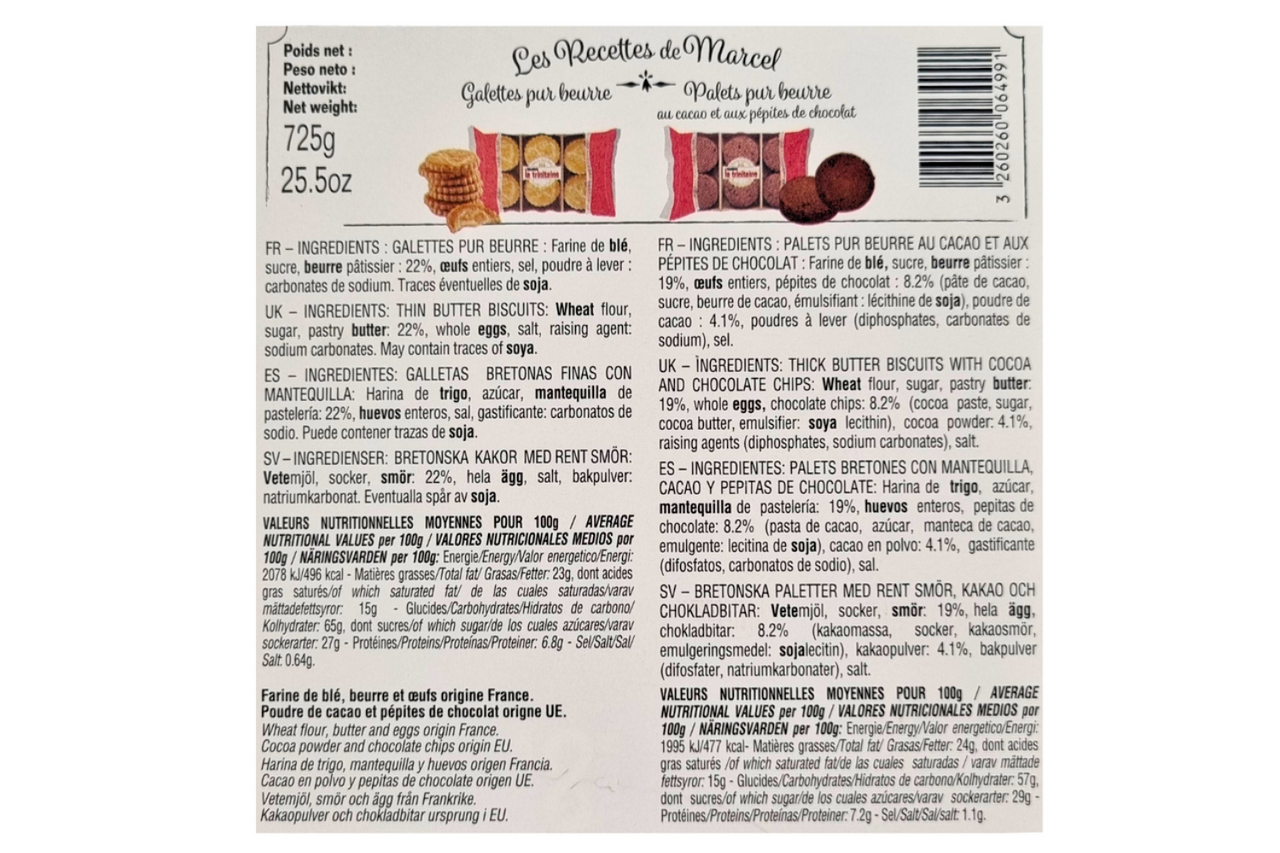 Poids net :
Peso neto :
Nettovikt:
Net weight:
725g
25.5oz
Les Recettes de Marcel
Galettes pur beurre
Palets pur beurre
au cacao et aux pépites de chocolat
la trinitaine
la trinitaine
3 260260 064991
FR – INGREDIENTS : GALETTES PUR BEURRE : Farine de blé,
sucre, beurre pâtissier : 22%, œufs entiers, sel, poudre à lever :
carbonates de sodium. Traces éventuelles de soja.
UK – INGREDIENTS: THIN BUTTER BISCUITS: Wheat flour,
sugar, pastry butter: 22%, whole eggs, salt, raising agent:
sodium carbonates. May contain traces of soya.
ES – INGREDIENTES: GALLETAS BRETONAS FINAS CON
MANTEQUILLA: Harina de trigo, azúcar, mantequilla de
pastelería: 22%, huevos enteros, sal, gastificante: carbonatos de
sodio. Puede contener trazas de soja.
SV – INGREDIENSER: BRETONSKA KAKOR MED RENT SMÖR:
Vetemjöl, socker, smör: 22%, hela ägg, salt, bakpulver:
natriumkarbonat. Eventualla spår av soja.
VALEURS NUTRITIONNELLES MOYENNES POUR 100g / AVERAGE
NUTRITIONAL VALUES per 100g / VALORES NUTRICIONALES MEDIOS por
100g / NÄRINGSVARDEN per 100g: Energie/Energy/Valor energetico/Energi:
2078 kJ/496 kcal - Matières grasses/Total fat/ Grasas/Fetter: 23g, dont acides
gras saturés/of which saturated fat/ de las cuales saturadas/varav
mättadefettsyror: 15g - Glucides/Carbohydrates/Hidratos de carbono/
Kolhydrater: 65g, dont sucres/of which sugar/de los cuales azúcares/varav
sockerarter: 27g - Protéines/Proteins/Proteínas/Proteiner: 6.8g - Sel/Salt/Sal/
Salt: 0.64g.
Farine de blé, beurre et œufs origine France.
Poudre de cacao et pépites de chocolat origne UE.
Wheat flour, butter and eggs origin France.
Cocoa powder and chocolate chips origin EU.
Harina de trigo, mantequilla y huevos origen Francia.
Cacao en polvo y pepitas de chocolate origen UE.
Vetemjöl, smör och ägg från Frankrike.
Kakaopulver och chokladbitar ursprung i EU.
FR – INGREDIENTS : PALETS PUR BEURRE AU CACAO ET AUX
PÉPITES DE CHOCOLAT : Farine de blé, sucre, beurre pâtissier :
19%, œufs entiers, pépites de chocolat : 8.2% (pâte de cacao,
sucre, beurre de cacao, émulsifiant : lécithine de soja), poudre de
cacao : 4.1%, poudres à lever (diphosphates, carbonates de
sodium), sel.
UK – INGREDIENTS: THICK BUTTER BISCUITS WITH COCOA
AND CHOCOLATE CHIPS: Wheat flour, sugar, pastry butter:
19%, whole eggs, chocolate chips: 8.2% (cocoa paste, sugar,
cocoa butter, emulsifier: soya lecithin), cocoa powder: 4.1%,
raising agents (diphosphates, sodium carbonates), salt.
ES – INGREDIENTES: PALETS BRETONES CON MANTEQUILLA,
CACAO Y PEPITAS DE CHOCOLATE: Harina de trigo, azúcar,
mantequilla de pastelería: 19%, huevos enteros, pepitas de
chocolate: 8.2% (pasta de cacao, azúcar, manteca de cacao,
emulgente: lecitina de soja), cacao en polvo: 4.1%, gastificante
(difosfatos, carbonatos de sodio), sal.
SV – BRETONSKA PALETTER MED RENT SMÖR, KAKAO OCH
CHOKLADBITAR: Vetemjöl, socker, smör: 19%, hela ägg,
chokladbitar: 8.2% (kakaomassa, socker, kakaosmör,
emulgeringsmedel: sojalecitin), kakaopulver: 4.1%, bakpulver
(difosfater, natriumkarbonater), salt.
VALEURS NUTRITIONNELLES MOYENNES POUR 100g / AVERAGE
NUTRITIONAL VALUES per 100g / VALORES NUTRICIONALES MEDIOS por
100g / NÄRINGSVARDEN per 100g: Energie/Energy/Valor energetico/Energi:
1995 kJ/477 kcal- Matières grasses/Total fat/ Grasas/Fetter: 24g, dont acides
gras saturés /of which saturated fat/de las cuales saturadas / varav mättade
fettsyror: 15g - Glucides/Carbohydrates/Hidratos de carbono/Kolhydrater: 57g,
dont sucres/of which sugar/de los cuales azúcares/varav sockerarter: 29g -
Protéines/Proteins/Proteínas/Proteiner: 7.2g - Sel/Salt/Sal/salt: 1.1g.